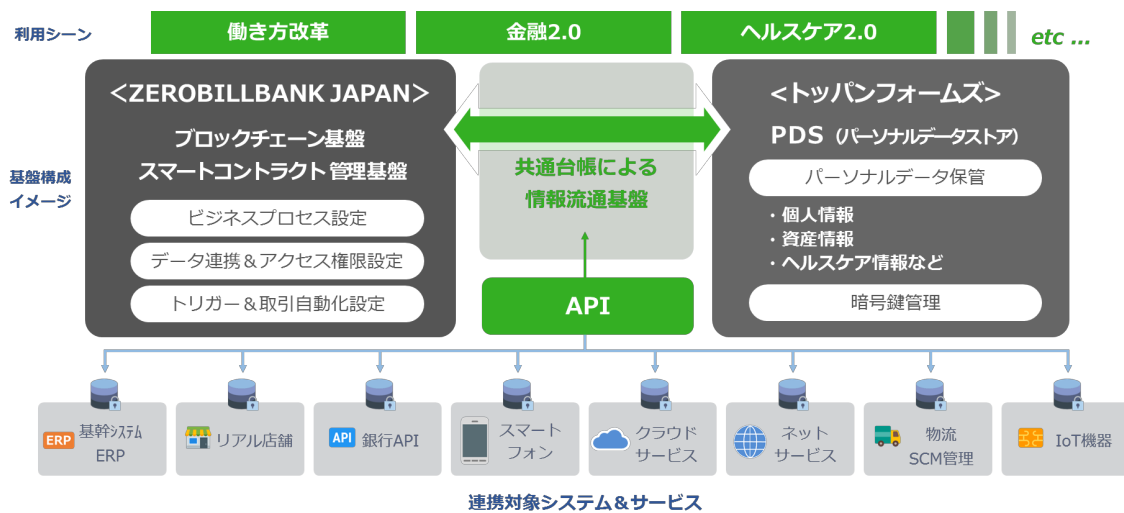 利用シーン
働き方改革
金融2.0
ヘルスケア2.0
etc ...
基盤構成
イメージ
＜ZEROBILLBANK JAPAN＞
ブロックチェーン基盤
スマートコントラクト管理基盤
ビジネスプロセス設定
データ連携＆アクセス権限設定
トリガー＆取引自動化設定
共通台帳による
情報流通基盤
API
<トッパンフォームズ>
PDS（パーソナルデータストア）
パーソナルデータ保管
・個人情報
・資産情報
・ヘルスケア情報など
暗号鍵管理
ERP
基幹システム
ERP
リアル店舗
API
銀行API
スマート
フォン
クラウド
サービス
ネット
サービス
物流
SCM管理
IoT機器
連携対象システム＆サービス